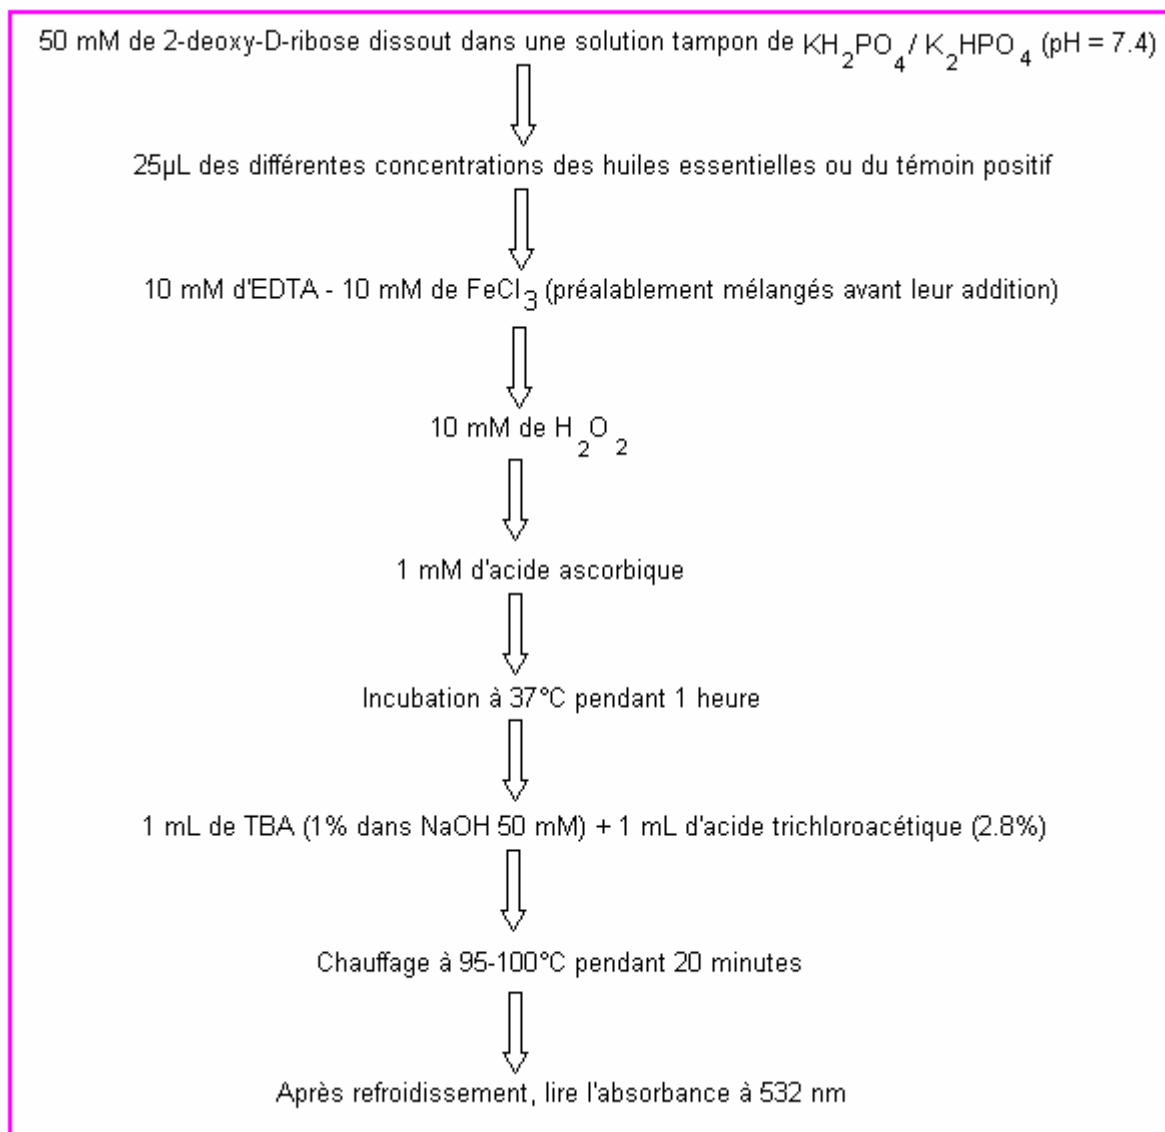 50 mM de 2-deoxy-D-ribose dissout dans une solution tampon de KH2PO4/ K2HPO4 (pH = 7.4)
25µL des différentes concentrations des huiles essentielles ou du témoin positif
10 mM d'EDTA - 10 mM de FeCl3 (préalablement mélangés avant leur addition)
10 mM de H2O2
1 mM d'acide ascorbique
Incubation à 37°C pendant 1 heure
1 mL de TBA (1% dans NaOH 50 mM) + 1 mL d'acide trichloroacétique (2.8%)
Chauffage à 95-100°C pendant 20 minutes
Après refroidissement, lire l'absorbance à 532 nm